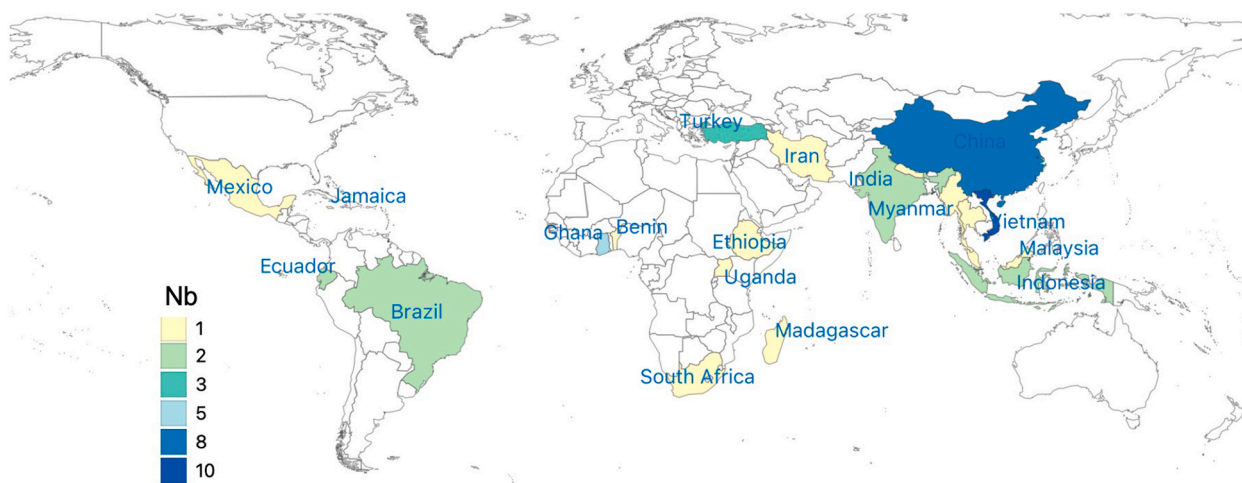 Turkey
China
Iran
Mexico
Jamaica
India
Myanmar
Vietnam
Ghana
Benin
Ethiopia
Malaysia
Ecuador
Uganda
Indonesia
Nb
Brazil
1
Madagascar
2
South Africa
3
5
8
10